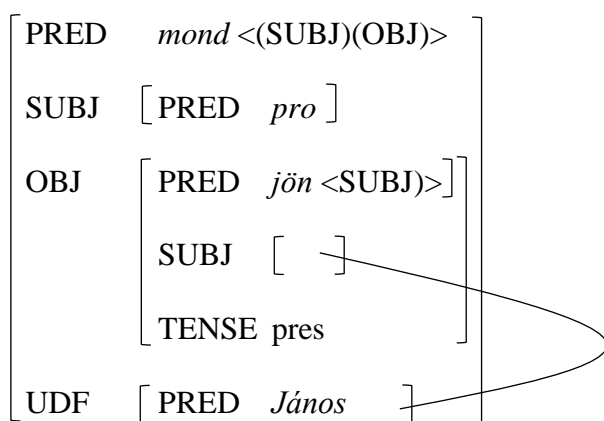 PRED mond <(SUBJ)(OBJ)>
SUBJ [ PRED pro ]
OBJ [ PRED jön <SUBJ)>]
SUBJ [ ]
TENSE pres
UDF [ PRED János ]